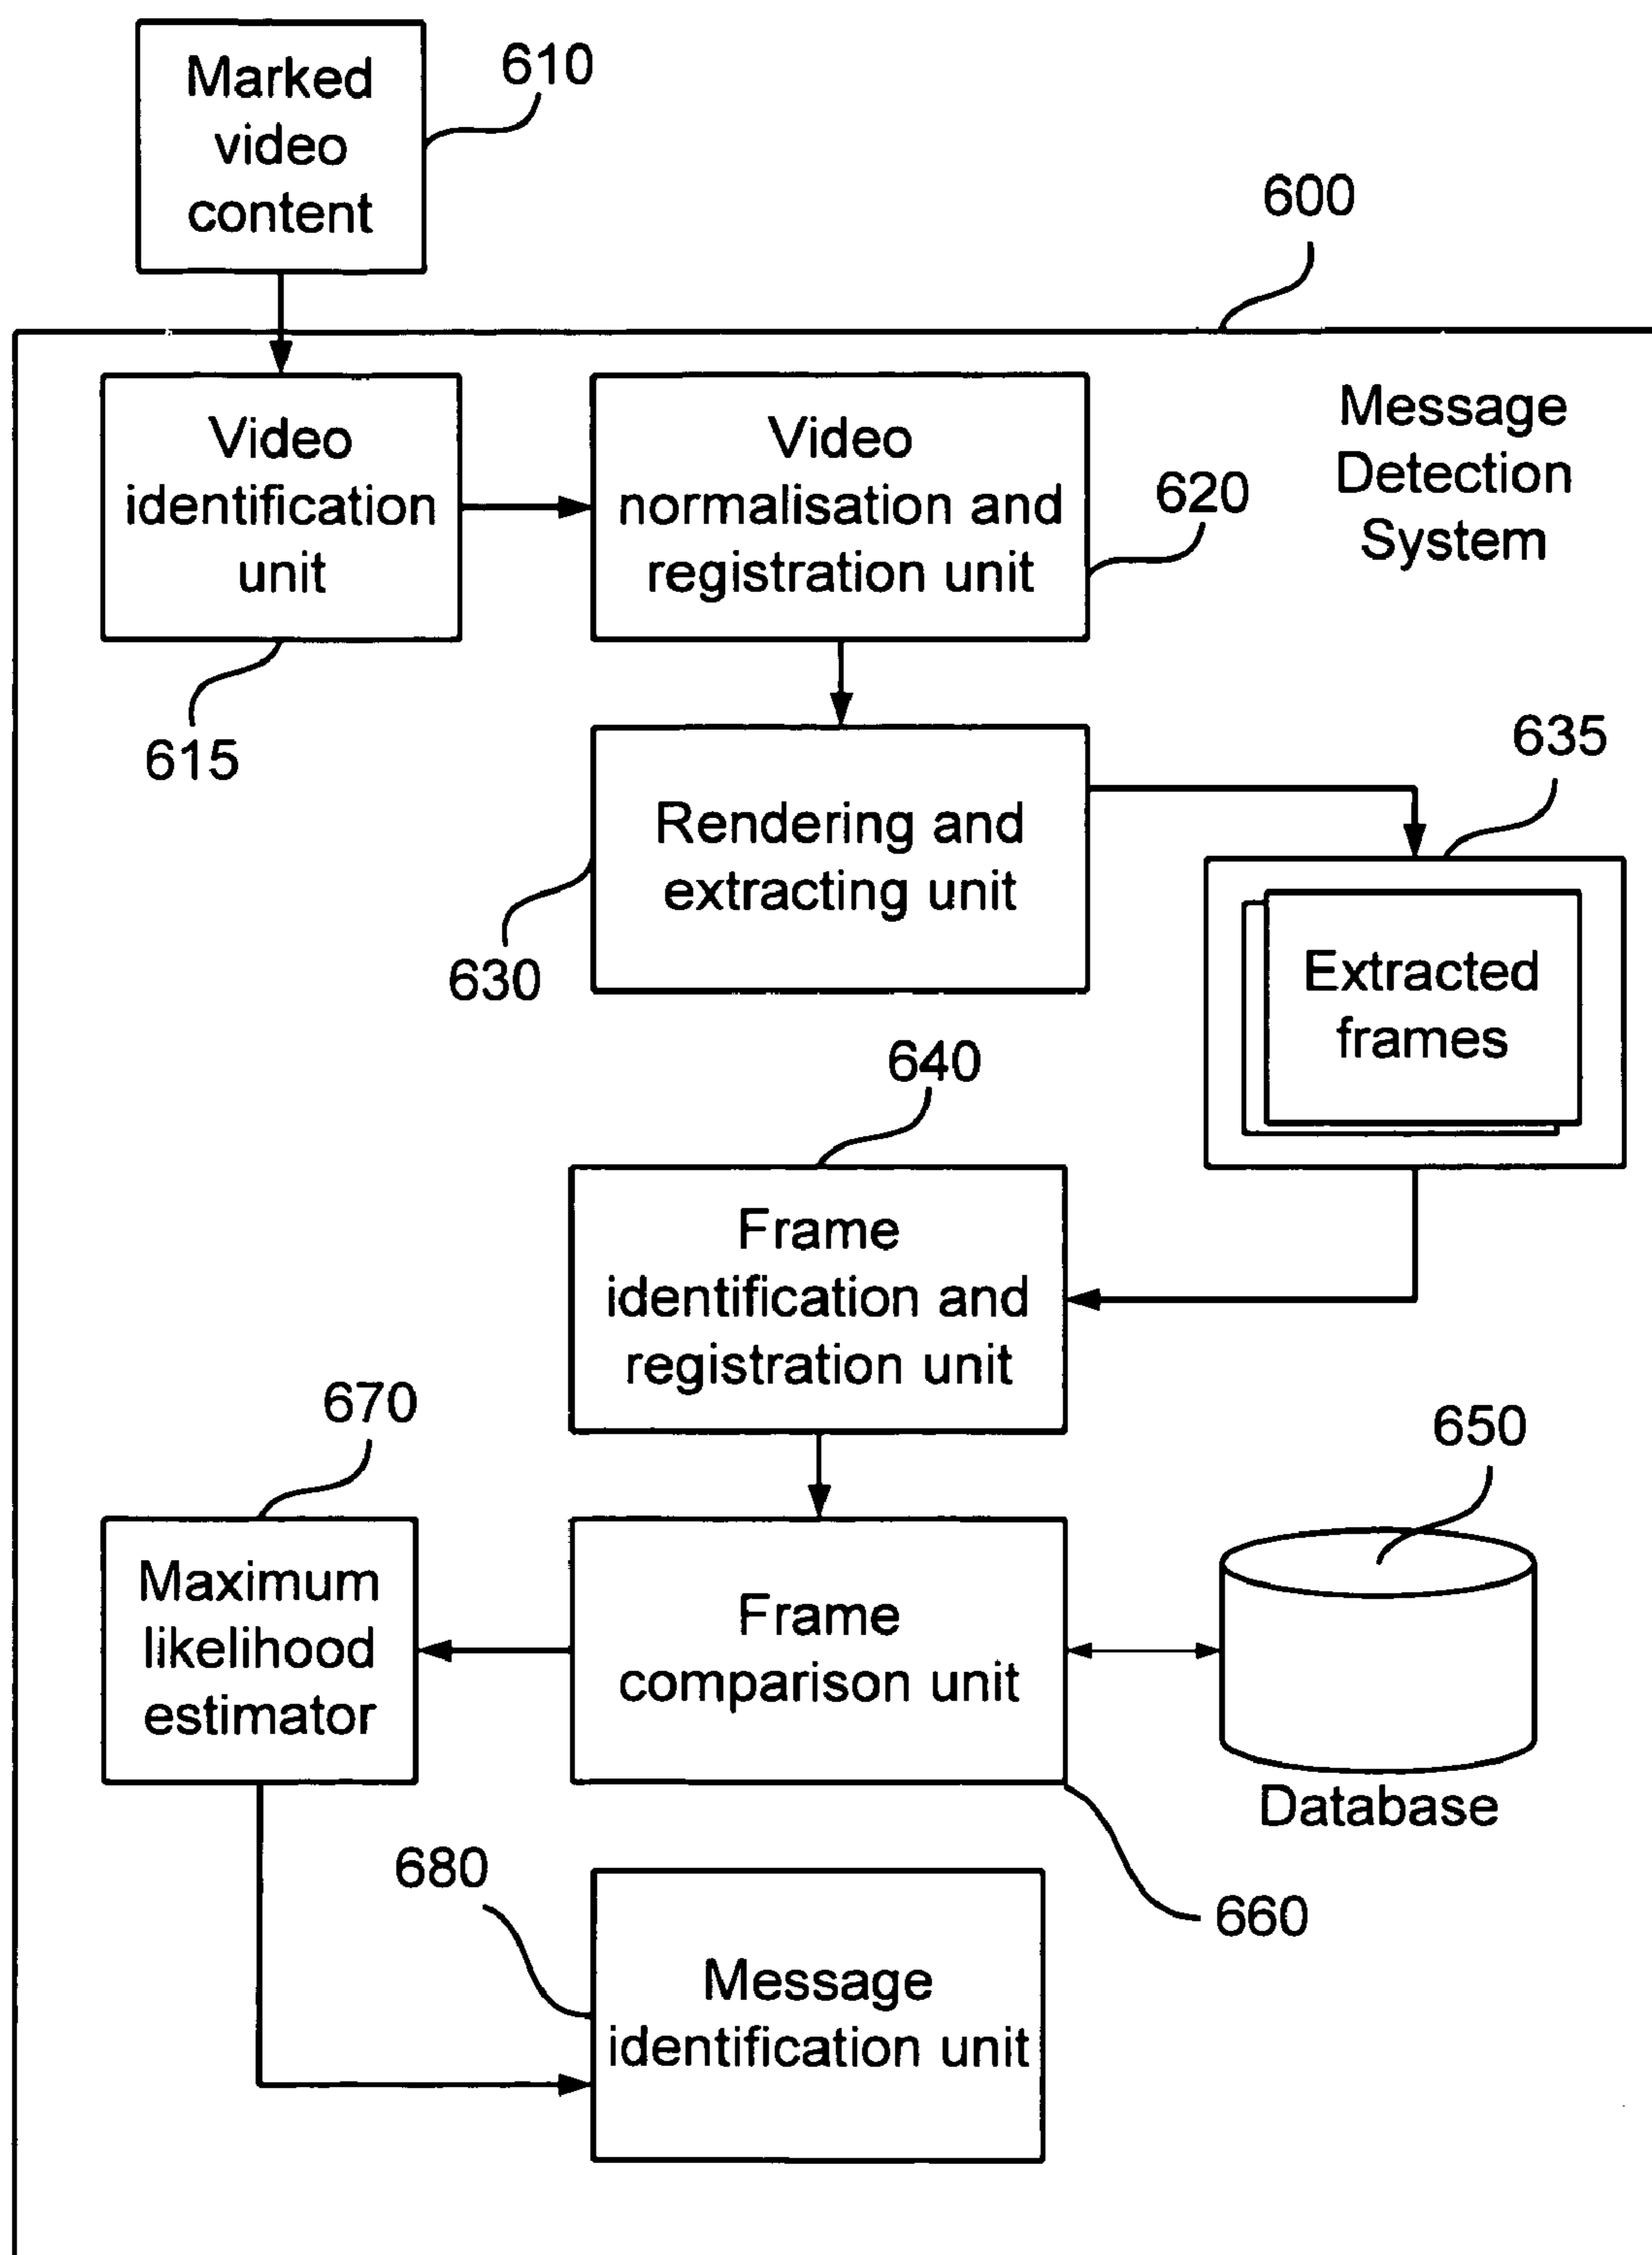 Marked
video
content
610
600
Video
identification
unit
615
Video
normalisation and
registration unit
620
Message
Detection
System
Rendering and
extracting unit
630
635
Extracted
frames
640
Frame
identification and
registration unit
670
Maximum
likelihood
estimator
Frame
comparison unit
660
650
Database
680
Message
identification unit